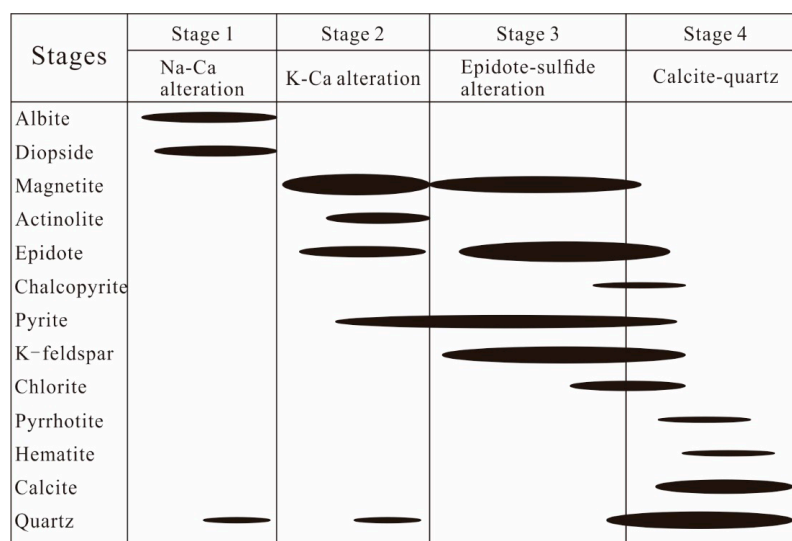 Stages
Stage 1
Stage 2
Stage 3
Stage 4
Na-Ca
alteration
K-Ca alteration
Epidote-sulfide
alteration
Calcite-quartz
Albite
Diopside
Magnetite
Actinolite
Epidote
Chalcopyrite
Pyrite
K-feldspar
Chlorite
Pyrrhotite
Hematite
Calcite
Quartz